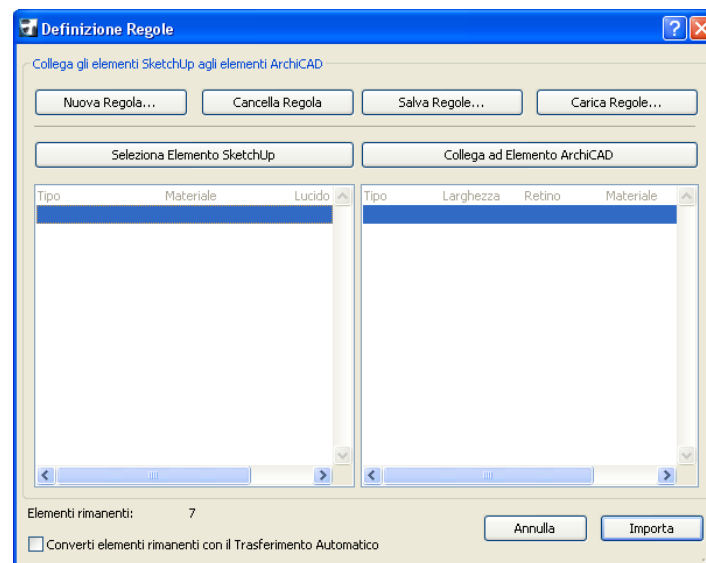 Definizione Regole
Collega gli elementi SketchUp agli elementi ArchiCAD
Nuova Regola... Cancella Regola Salva Regole... Carica Regole...
Seleziona Elemento SketchUp Collega ad Elemento ArchiCAD
Tipo Materiale Lucido Tipo Larghezza Retino Materiale
Elementi rimanenti: 7
Annulla Importa
Converti elementi rimanenti con il Trasferimento Automatico